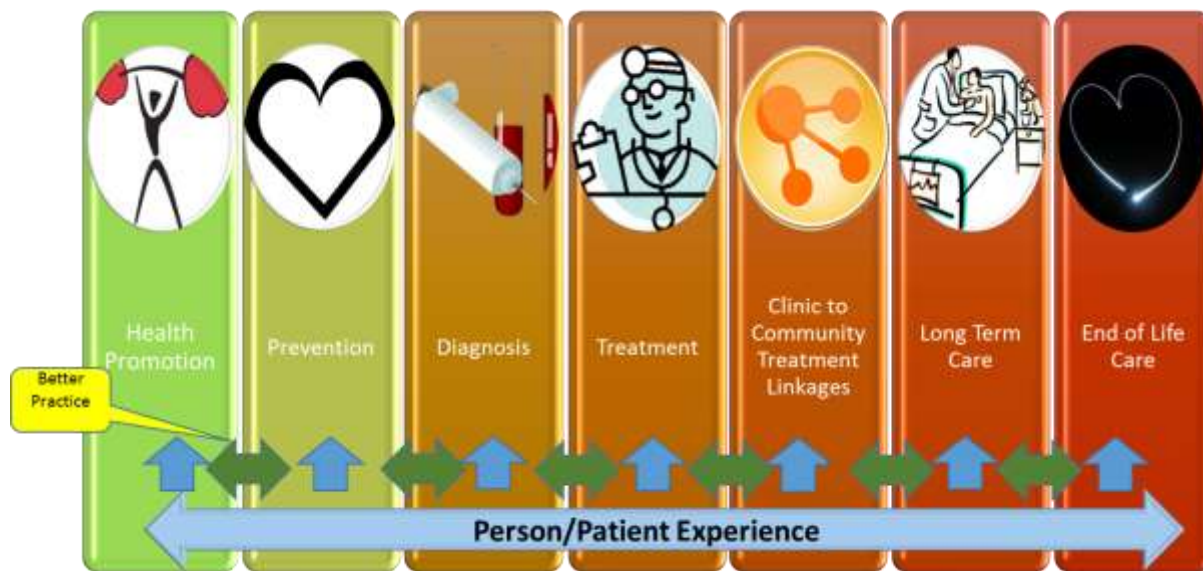 Health
Promotion
Prevention
Diagnosis
Treatment
Clinic to
Community
Treatment
Linkages
Long Term
Care
End of Life
Care
Better
Practice
Person/Patient Experience